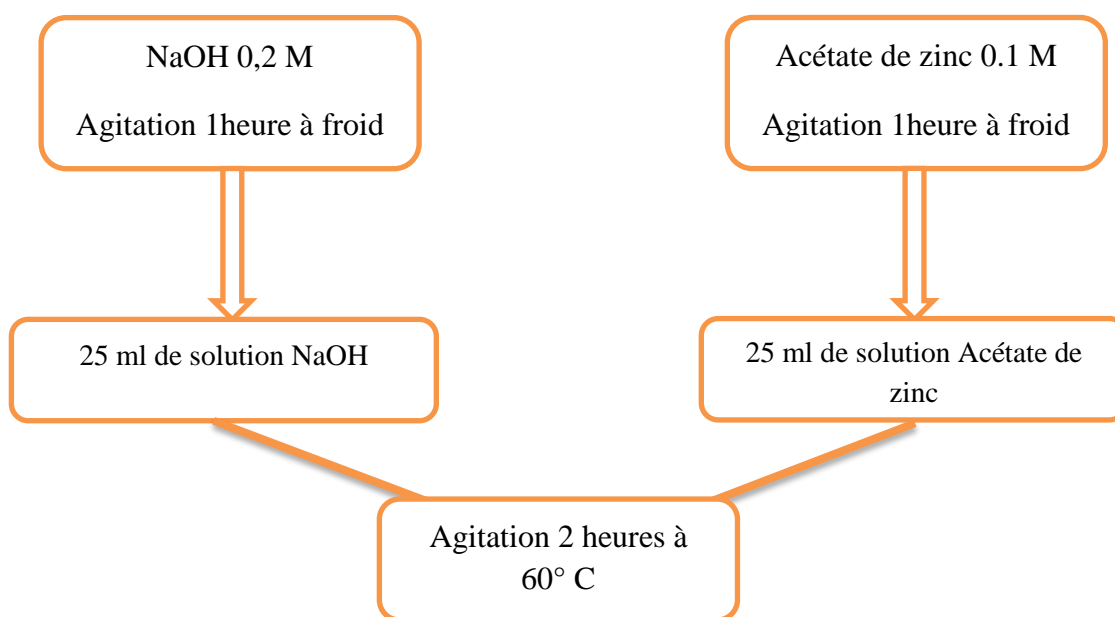 NaOH 0,2 M
Agitation 1heure à froid
Acétate de zinc 0.1 M
Agitation 1heure à froid
25 ml de solution NaOH
25 ml de solution Acétate de
zinc
Agitation 2 heures à
60° C